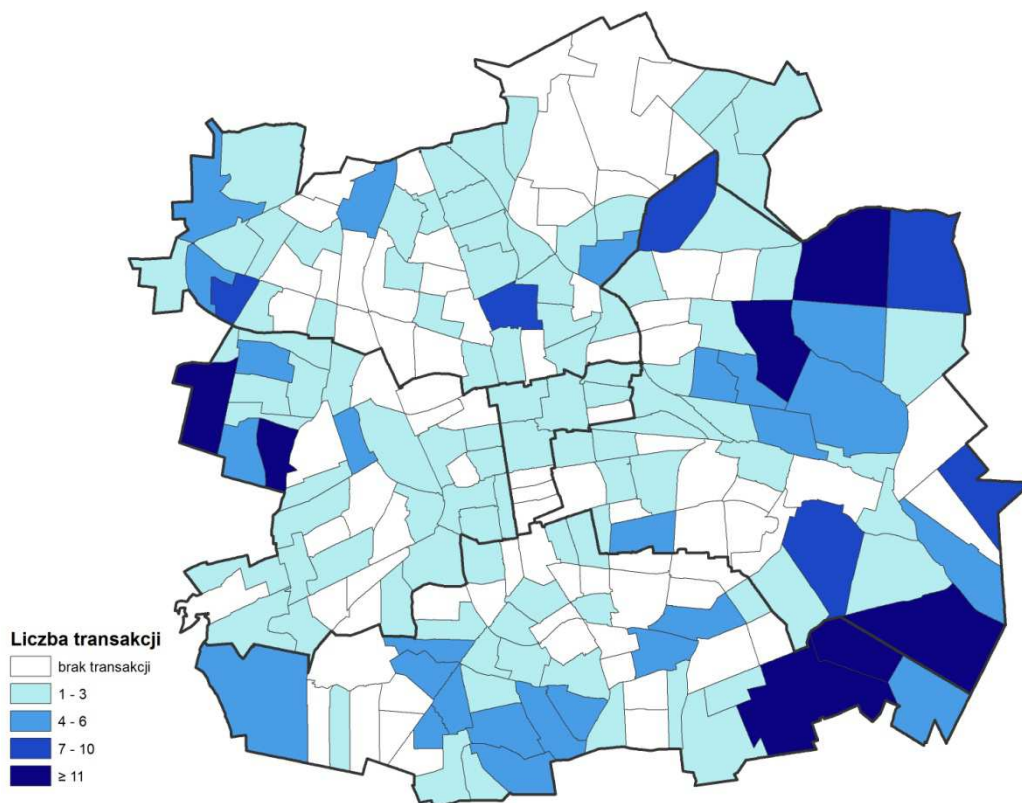 Liczba transakcji
brak transakcji
1 - 3
4 - 6
7 - 10
≥ 11